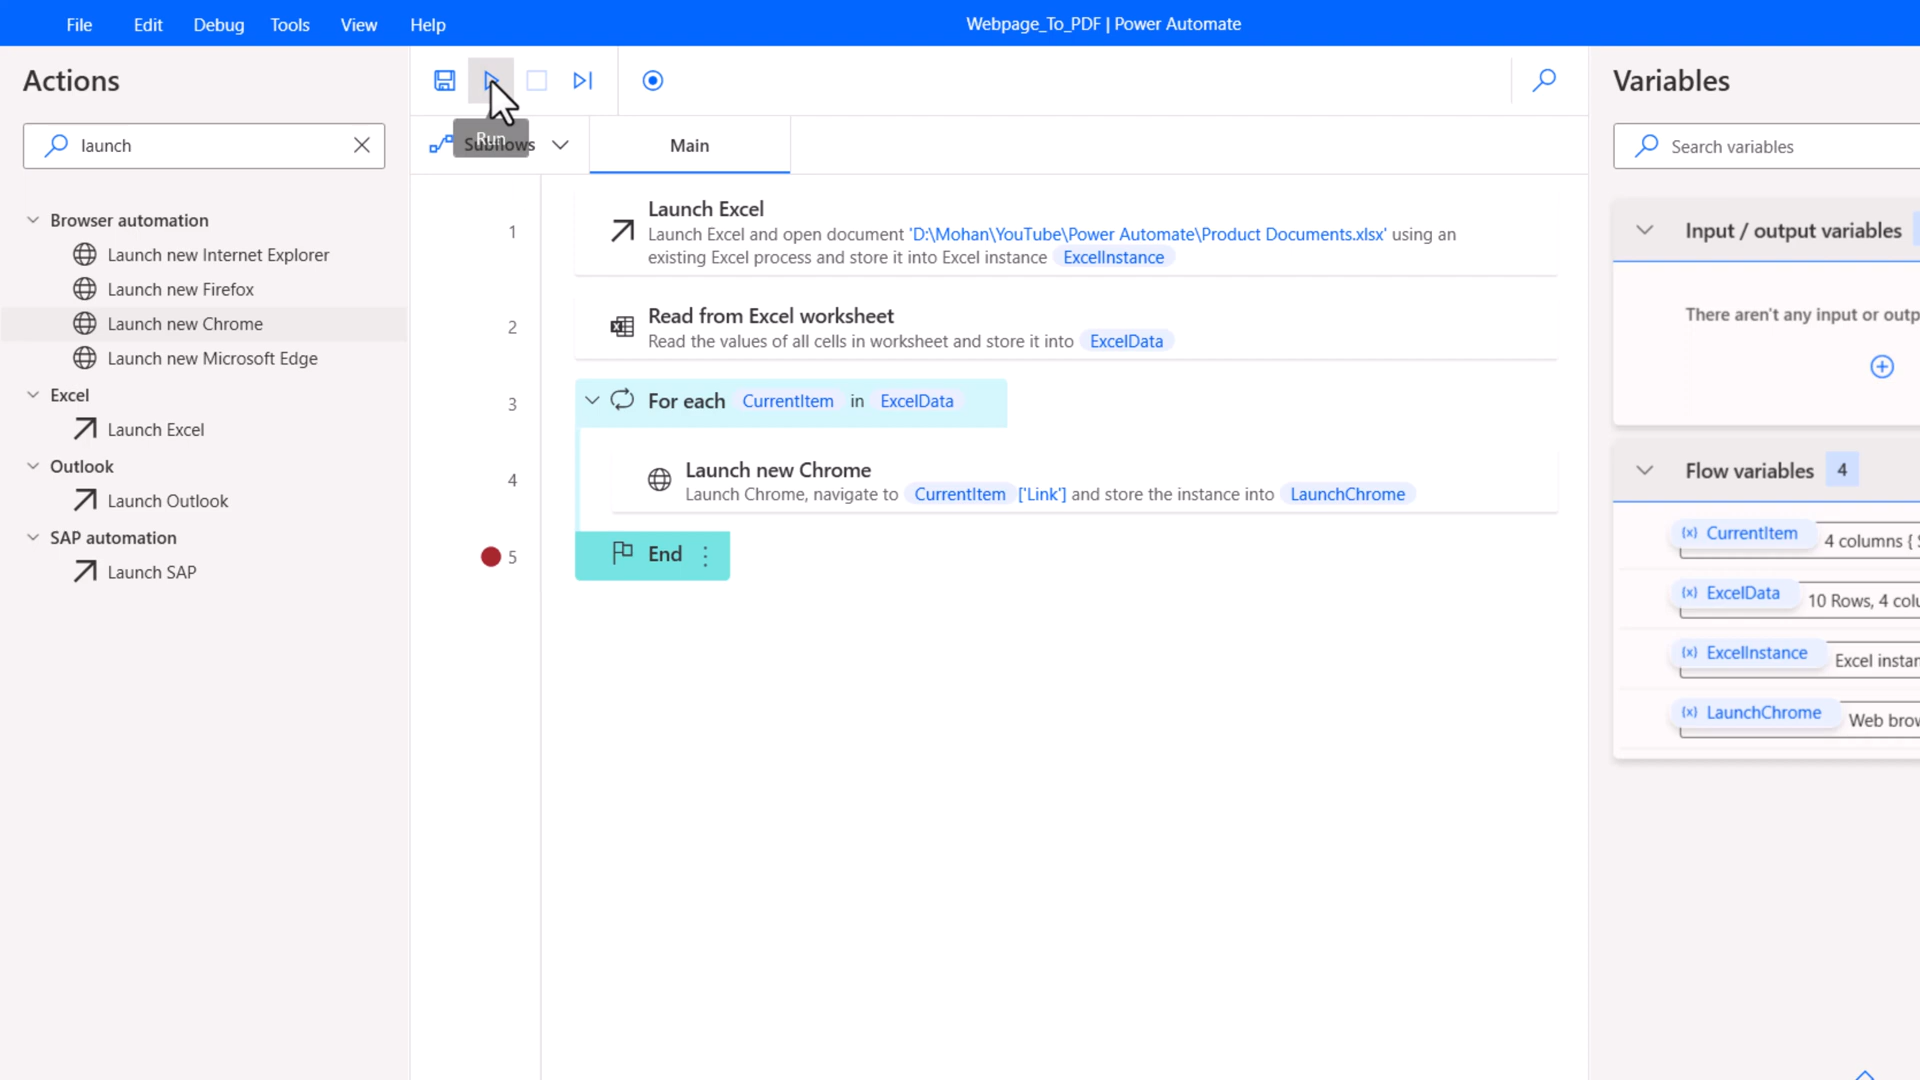 File Edit Debug Tools View Help
Webpage_To_PDF | Power Automate
Actions
launch
Browser automation
Launch new Internet Explorer
Launch new Firefox
Launch new Chrome
Launch new Microsoft Edge
Excel
Launch Excel
Outlook
Launch Outlook
SAP automation
Launch SAP
Run
Subflows
Main
1
Launch Excel
Launch Excel and open document 'D:\Mohan\YouTube\Power Automate\Product Documents.xlsx' using an
existing Excel process and store it into Excel instance ExcelInstance
2
Read from Excel worksheet
Read the values of all cells in worksheet and store it into ExcelData
3
For each CurrentItem in ExcelData
4
Launch new Chrome
Launch Chrome, navigate to CurrentItem ['Link'] and store the instance into LaunchChrome
5
End
Variables
Search variables
Input / output variables
There aren't any input or outp
Flow variables 4
(x) CurrentItem 4 columns {
(x) ExcelData 10 Rows, 4 colu
(x) ExcelInstance Excel instan
(x) LaunchChrome Web brow